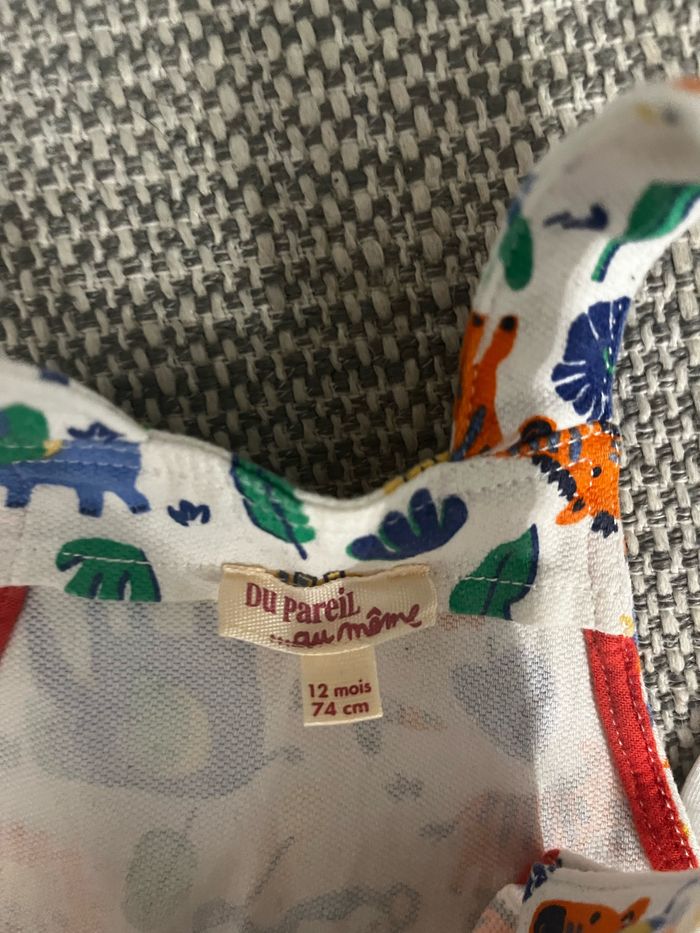 Du Pareil
...au même
12 mois
74 cm